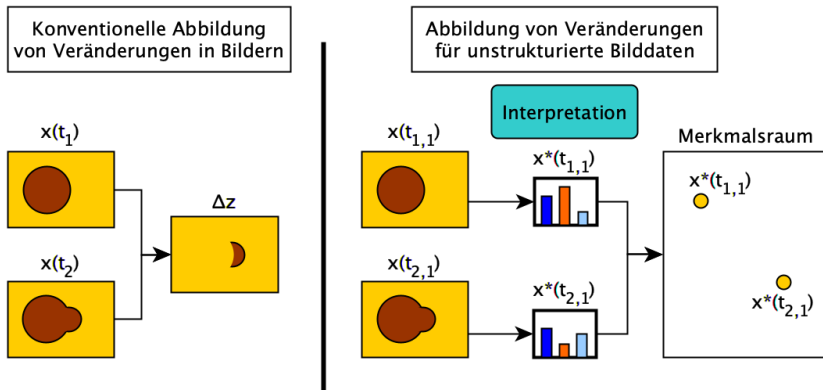 Konventionelle Abbildung
von Veränderungen in Bildern
x(t₁)
x(t₂)
Δz
Abbildung von Veränderungen
für unstrukturierte Bilddaten
Interpretation
x(t₁,₁)
x*(t₁,₁)
x(t₂,₁)
x*(t₂,₁)
Merkmalsraum
x*(t₁,₁)
x*(t₂,₁)